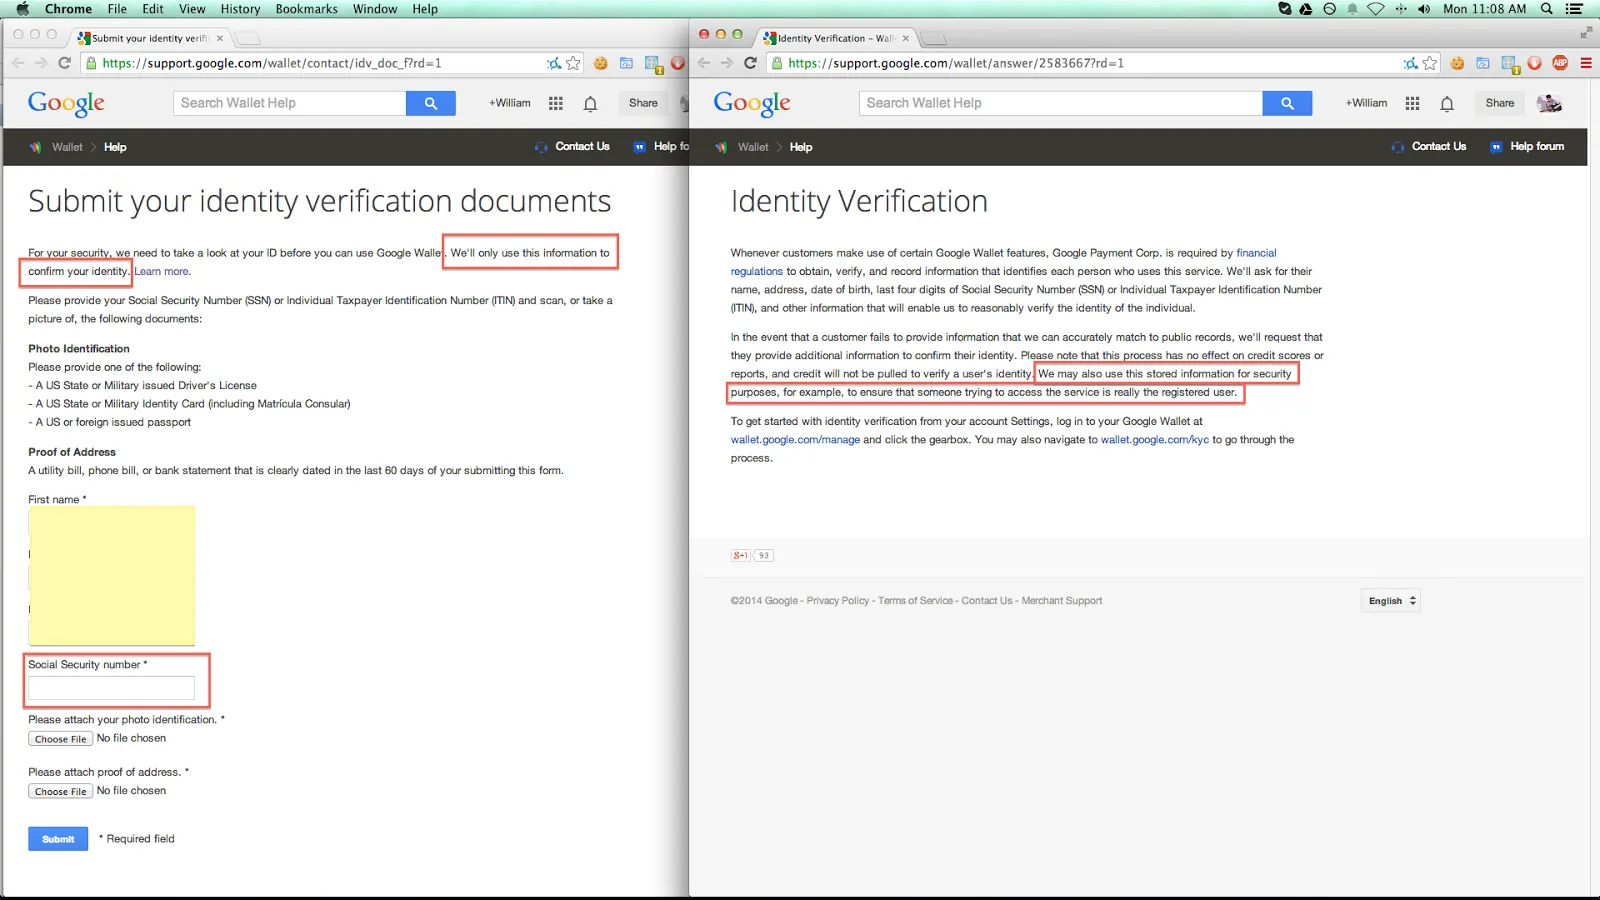 Chrome File Edit View History Bookmarks Window Help
Mon 11:08 AM
Submit your identity verifi
https://support.google.com/wallet/contact/idv_doc_f?rd=1
Google
Search Wallet Help
+William
Share
Wallet > Help
Contact Us
Help fo
Submit your identity verification documents
For your security, we need to take a look at your ID before you can use Google Wallet. We'll only use this information to
confirm your identity. Learn more.
Please provide your Social Security Number (SSN) or Individual Taxpayer Identification Number (ITIN) and scan, or take a
picture of, the following documents:
Photo Identification
Please provide one of the following:
- A US State or Military issued Driver's License
- A US State or Military Identity Card (including Matrícula Consular)
- A US or foreign issued passport
Proof of Address
A utility bill, phone bill, or bank statement that is clearly dated in the last 60 days of your submitting this form.
First name *
Social Security number *
Please attach your photo identification. *
Choose File No file chosen
Please attach proof of address. *
Choose File No file chosen
Submit * Required field
Identity Verification – Wall
https://support.google.com/wallet/answer/2583667?rd=1
ABP
Google
Search Wallet Help
+William
Share
Wallet > Help
Contact Us
Help forum
Identity Verification
Whenever customers make use of certain Google Wallet features, Google Payment Corp. is required by financial
regulations to obtain, verify, and record information that identifies each person who uses this service. We'll ask for their
name, address, date of birth, last four digits of Social Security Number (SSN) or Individual Taxpayer Identification Number
(ITIN), and other information that will enable us to reasonably verify the identity of the individual.
In the event that a customer fails to provide information that we can accurately match to public records, we'll request that
they provide additional information to confirm their identity. Please note that this process has no effect on credit scores or
reports, and credit will not be pulled to verify a user's identity. We may also use this stored information for security
purposes, for example, to ensure that someone trying to access the service is really the registered user.
To get started with identity verification from your account Settings, log in to your Google Wallet at
wallet.google.com/manage and click the gearbox. You may also navigate to wallet.google.com/kyc to go through the
process.
g+1 93
©2014 Google - Privacy Policy - Terms of Service - Contact Us - Merchant Support
English